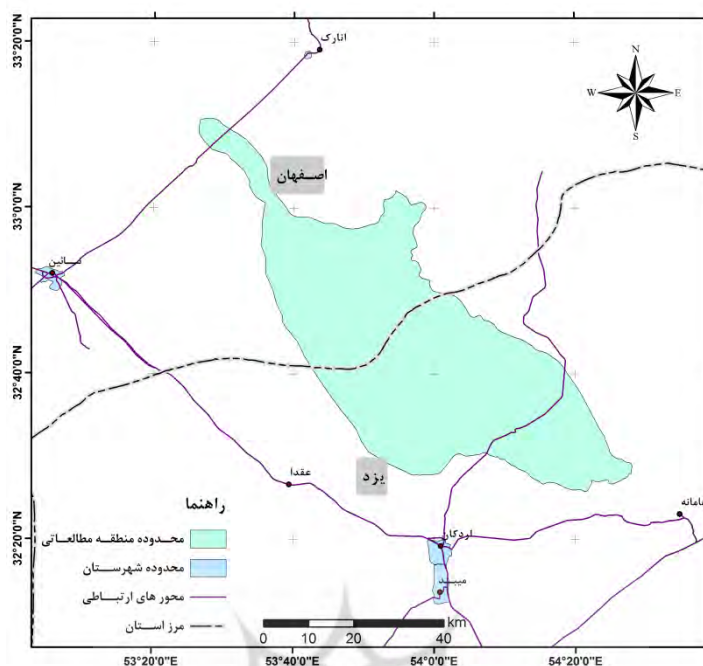 33°20'0"N
33°0'0"N
32°40'0"N
32°20'0"N
انارک
N
W E
S
اصفهان
نائین
عقدا
یزد
اردکان
میبد
راهنما
محدوده منطقه مطالعاتی
محدوده شهرستان
محور های ارتباطی
مرز استان
0 10 20 40
km
53°20'0"E 53°40'0"E 54°0'0"E 54°20'0"E